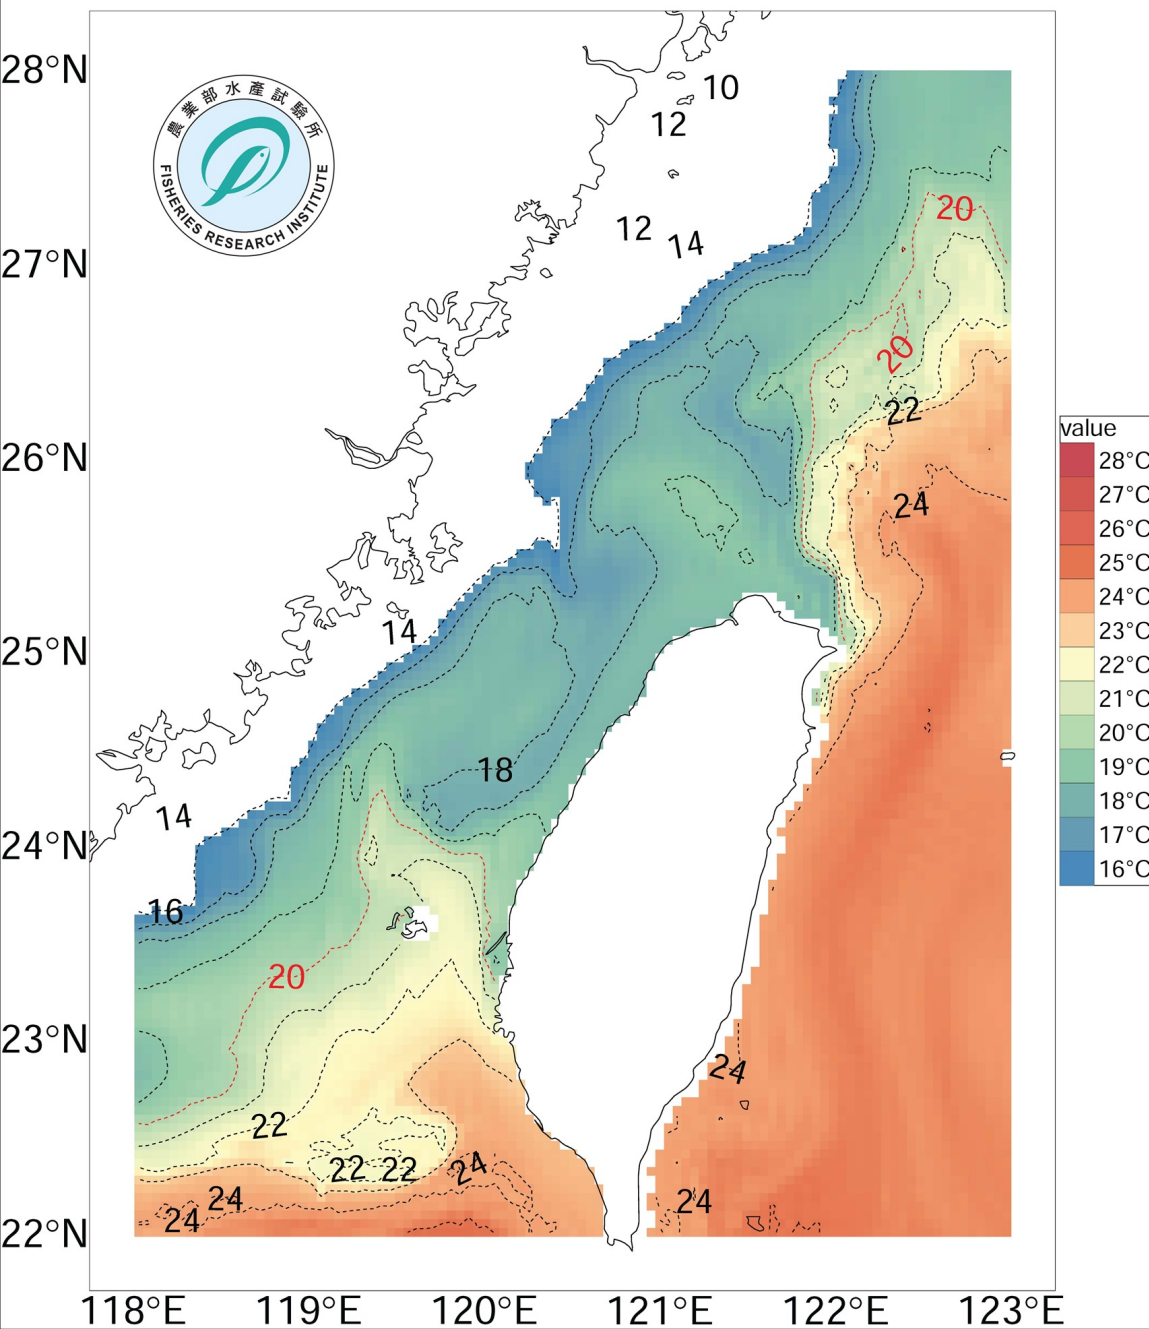 農業部水產試驗所
FISHERIES RESEARCH INSTITUTE
28°N
27°N
26°N
25°N
24°N
23°N
22°N
10
12
12
14
20
20
22
24
14
18
14
16
20
22
22
22
24
24
24
24
24
value
28°C
27°C
26°C
25°C
24°C
23°C
22°C
21°C
20°C
19°C
18°C
17°C
16°C
118°E 119°E 120°E 121°E 122°E 123°E